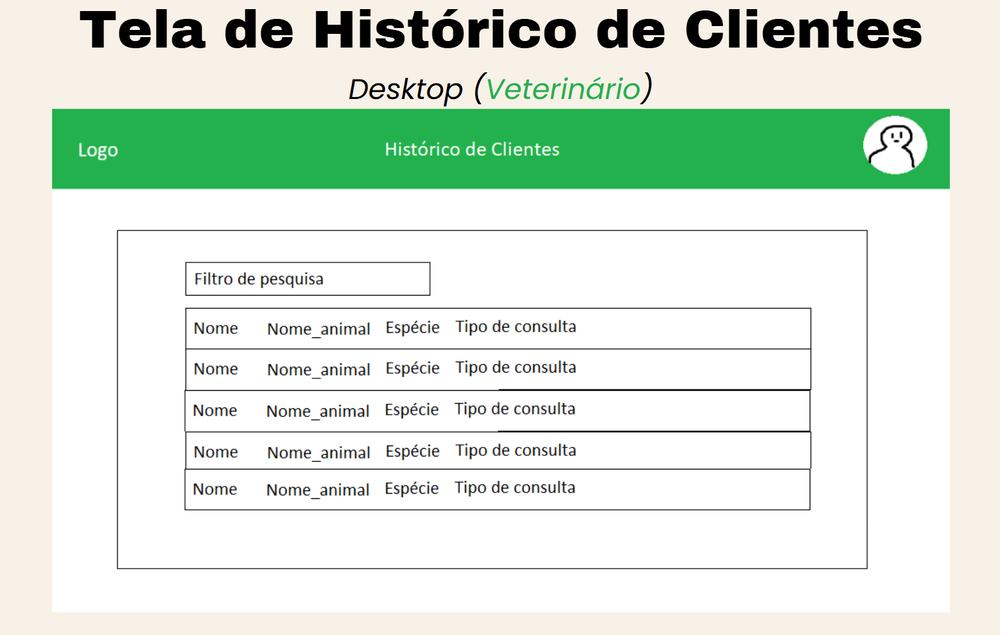 Tela de Histórico de Clientes
Desktop (Veterinário)
Logo Histórico de Clientes
Filtro de pesquisa
Nome Nome_animal Espécie Tipo de consulta
Nome Nome_animal Espécie Tipo de consulta
Nome Nome_animal Espécie Tipo de consulta
Nome Nome_animal Espécie Tipo de consulta
Nome Nome_animal Espécie Tipo de consulta